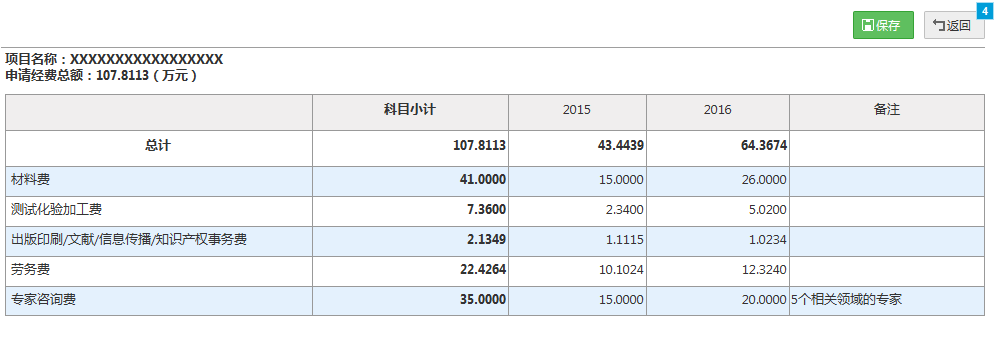 4
保存 返回
项目名称：XXXXXXXXXXXXXXXXX
申请经费总额：107.8113（万元）
科目小计 2015 2016 备注
总计 107.8113 43.4439 64.3674
材料费 41.0000 15.0000 26.0000
测试化验加工费 7.3600 2.3400 5.0200
出版印刷/文献/信息传播/知识产权事务费 2.1349 1.1115 1.0234
劳务费 22.4264 10.1024 12.3240
专家咨询费 35.0000 15.0000 20.0000 5个相关领域的专家